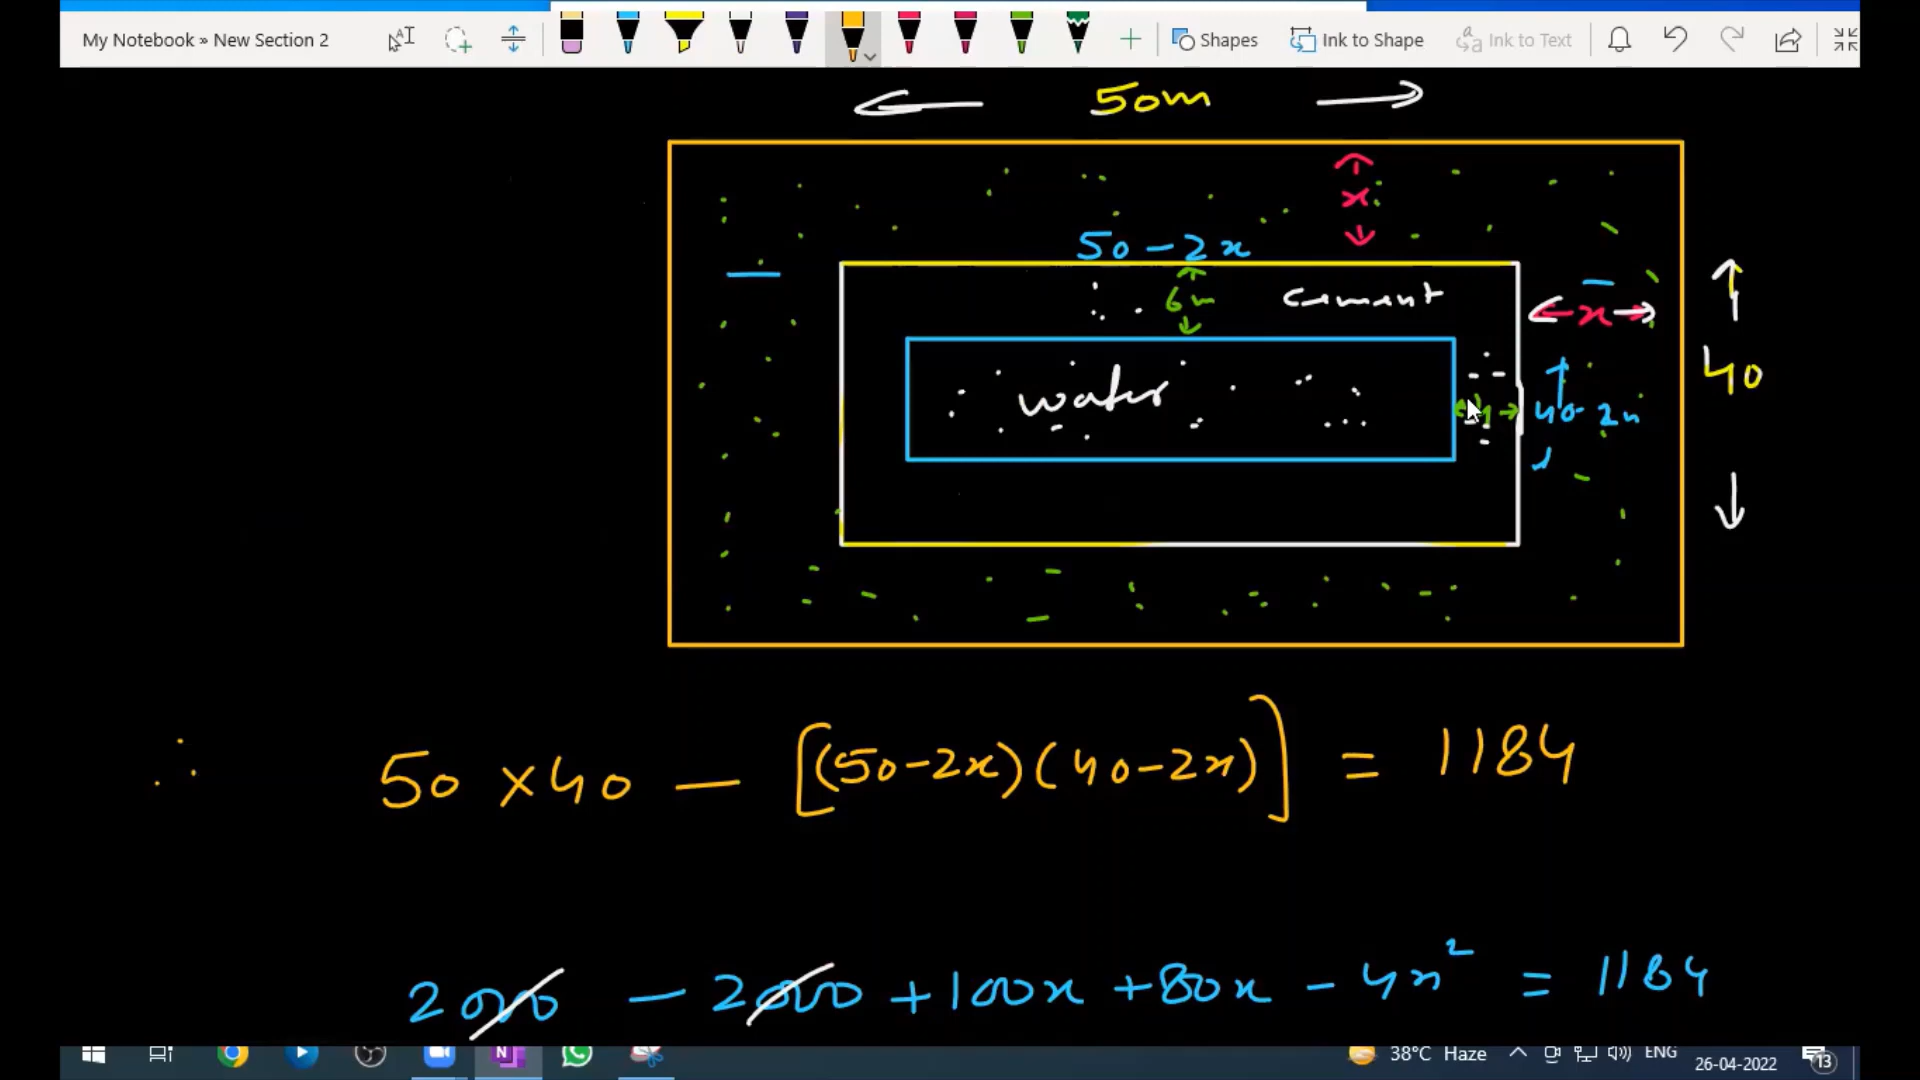 My Notebook » New Section 2
Shapes
Ink to Shape
Ink to Text
50m
x
50-2x
6m
cement
x
40
water
40-2x
∴ 50 × 40 - [(50-2x)(40-2x)] = 1184
2000 - 2000 + 100x + 80x - 4x² = 1184
38°C Haze
ENG
26-04-2022
13